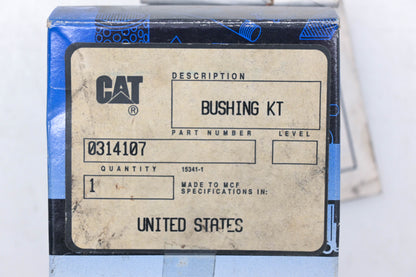 DESCRIPTION
CAT®
BUSHING KT
PART NUMBER LEVEL
0314107
QUANTITY 15341-1
1
MADE TO MCF
SPECIFICATIONS IN:
UNITED STATES